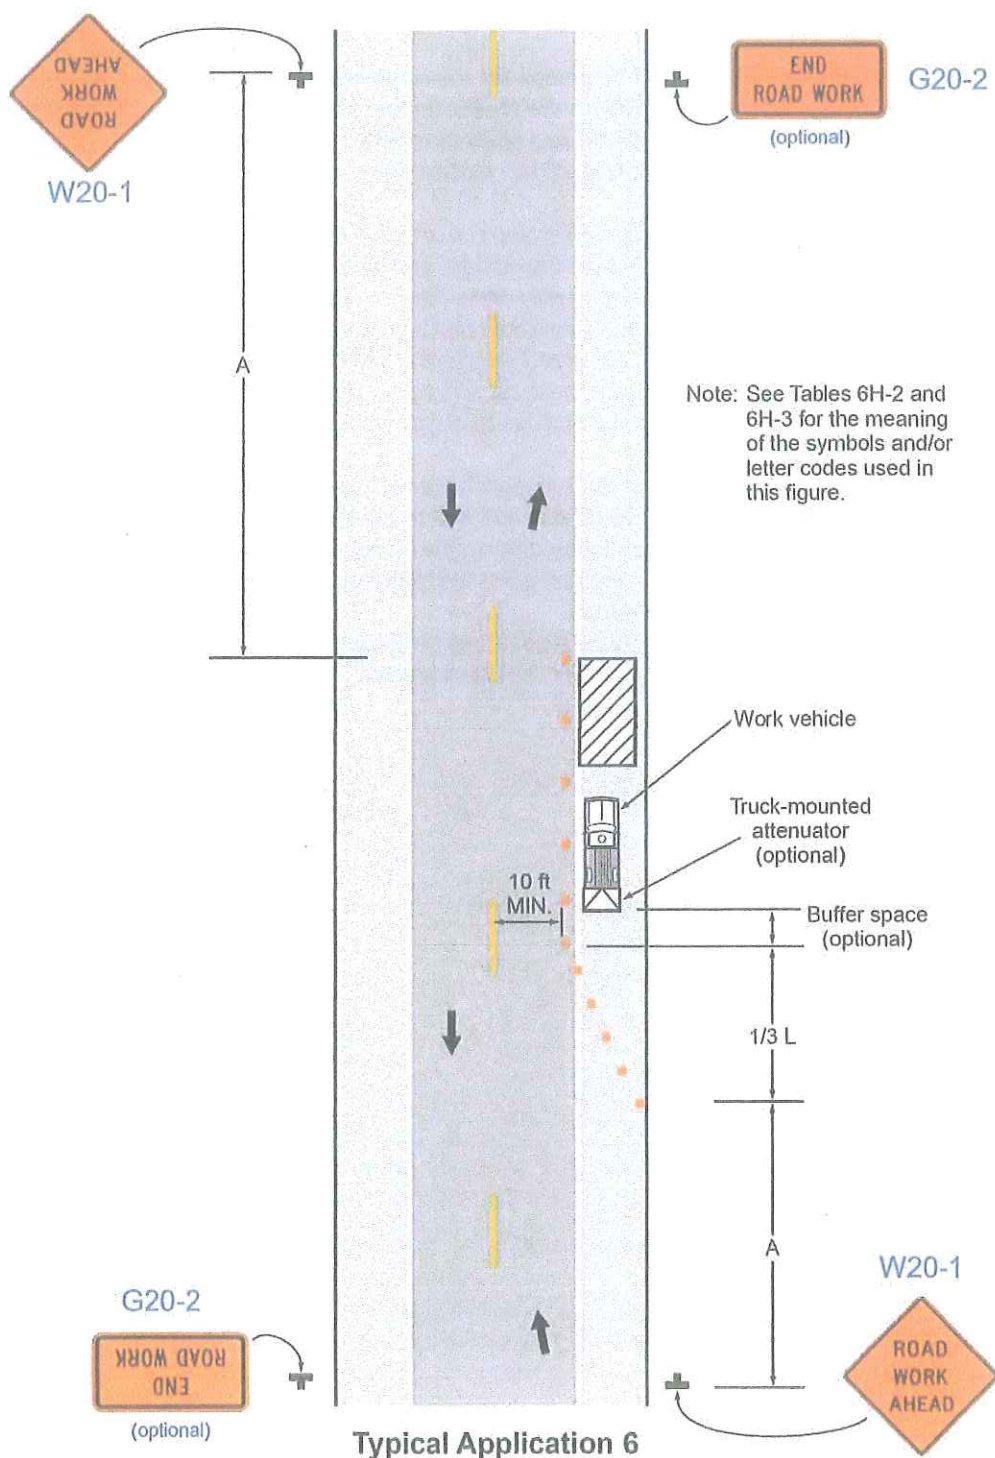 ROAD
WORK
AHEAD
W20-1
END
ROAD WORK
(optional)
G20-2
A
Note: See Tables 6H-2 and
6H-3 for the meaning
of the symbols and/or
letter codes used in
this figure.
Work vehicle
Truck-mounted
attenuator
(optional)
10 ft
MIN.
Buffer space
(optional)
1/3 L
A
G20-2
END
ROAD WORK
(optional)
W20-1
ROAD
WORK
AHEAD
Typical Application 6